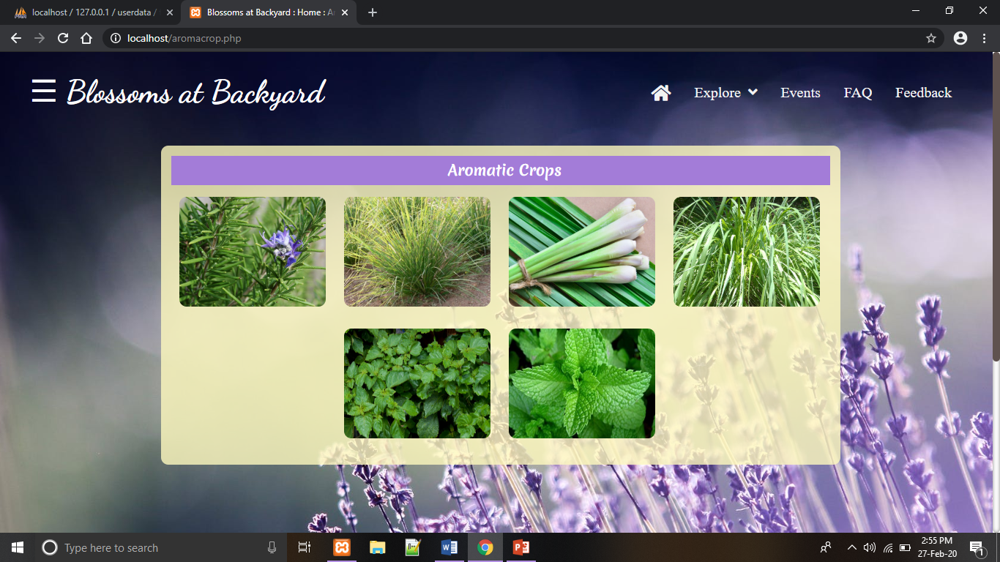 localhost / 127.0.0.1 / userdata /
Blossoms at Backyard : Home : A
localhost/aromacrop.php
Blossoms at Backyard
Explore
Events
FAQ
Feedback
Aromatic Crops
Type here to search
2:55 PM
27-Feb-20
1